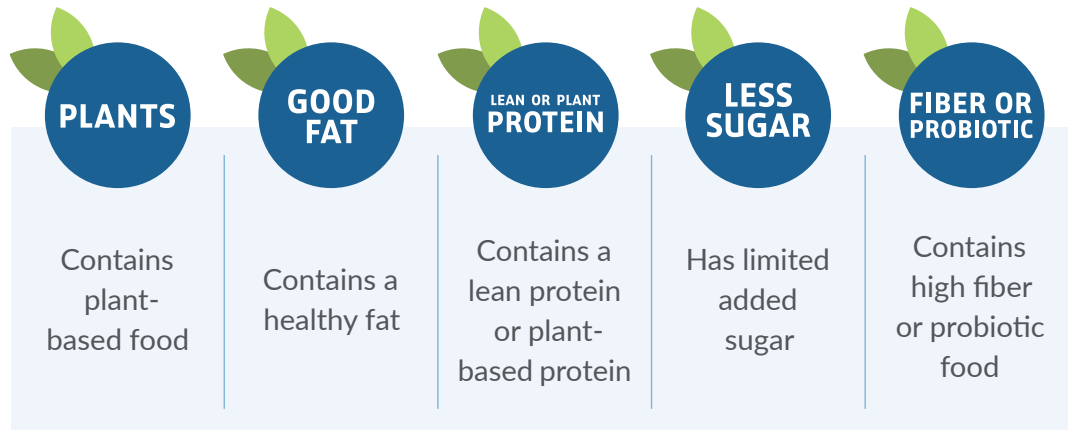 PLANTS
Contains
plant-
based food
GOOD
FAT
Contains a
healthy fat
LEAN OR PLANT
PROTEIN
Contains a
lean protein
or plant-
based protein
LESS
SUGAR
Has limited
added
sugar
FIBER OR
PROBIOTIC
Contains
high fiber
or probiotic
food